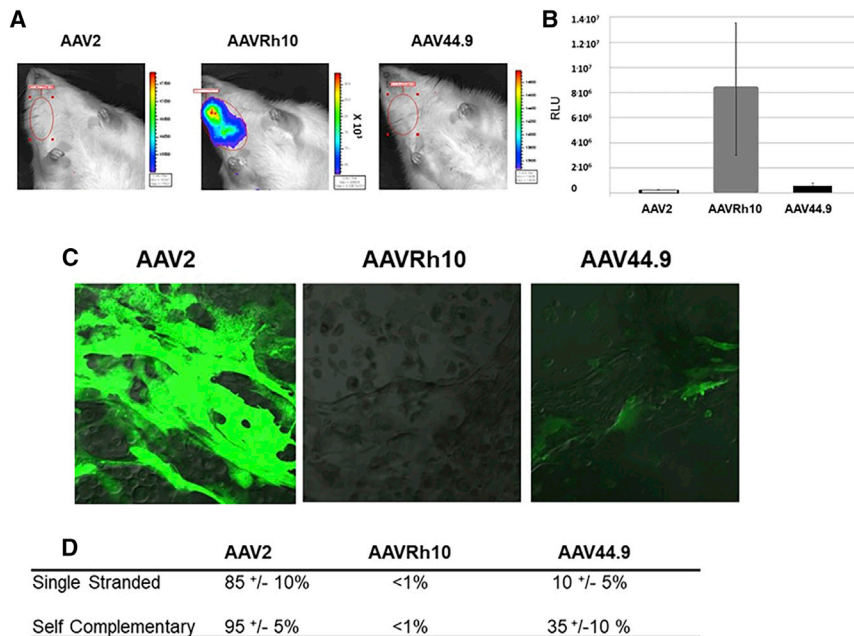 A
AAV2
AAVRh10
AAV44.9
X 10³
B
RLU
1.4·10⁷
1.2·10⁷
1·10⁷
8·10⁶
6·10⁶
4·10⁶
2·10⁶
0
AAV2
AAVRh10
AAV44.9
C
AAV2
AAVRh10
AAV44.9
D
AAV2 AAVRh10 AAV44.9
Single Stranded 85 +/- 10% <1% 10 +/- 5%
Self Complementary 95 +/- 5% <1% 35 +/-10 %